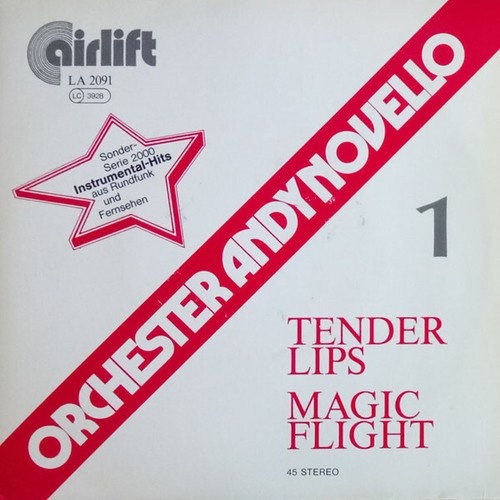 airlift
LA 2091
LC 3928
Sonder-
Serie 2000
Instrumental-Hits
aus Rundfunk
und
Fernsehen
ORCHESTER ANDY NOVELLO
1
TENDER
LIPS
MAGIC
FLIGHT
45 STEREO